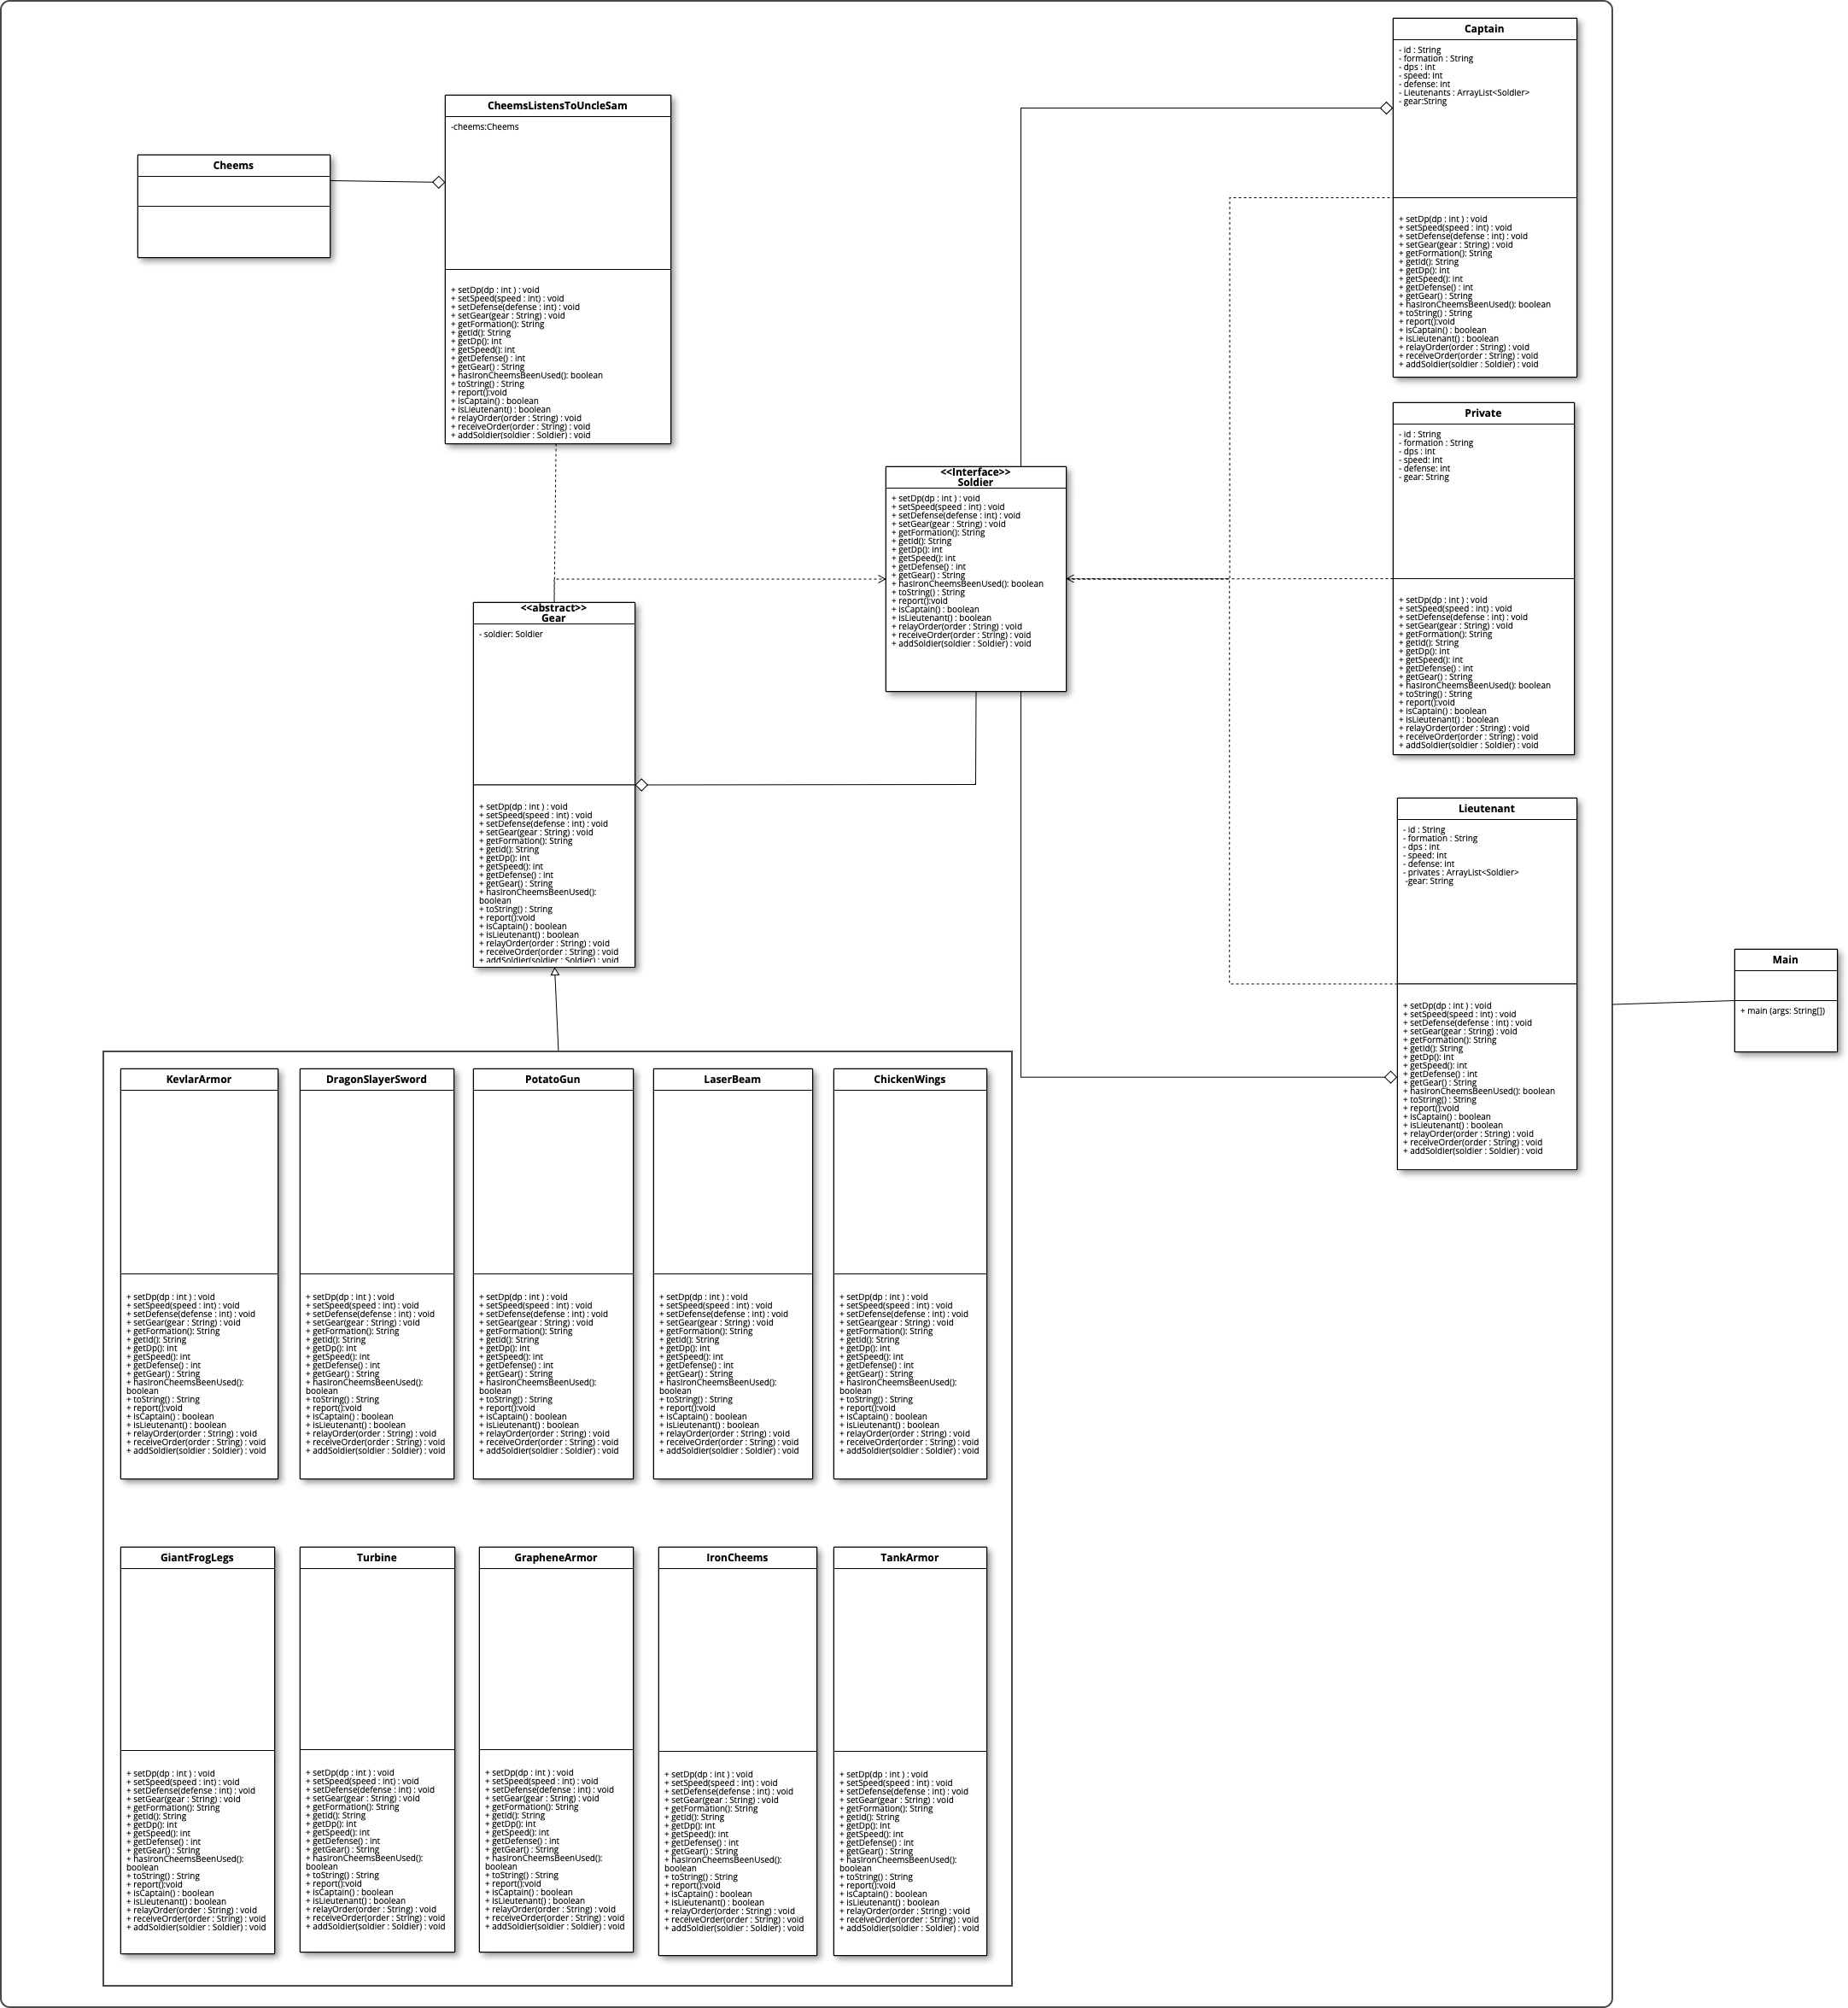 Captain
- id : String
- formation : String
- dps : int
- speed: int
- defense: int
- Lieutenants : ArrayList<Soldier>
- gear:String
+ setDp(dp : int ) : void
+ setSpeed(speed : int) : void
+ setDefense(defense : int) : void
+ setGear(gear : String) : void
+ getFormation(): String
+ getId(): String
+ getDp(): int
+ getSpeed(): int
+ getDefense() : int
+ getGear() : String
+ hasIronCheemsBeenUsed(): boolean
+ toString() : String
+ report():void
+ isCaptain() : boolean
+ isLieutenant() : boolean
+ relayOrder(order : String) : void
+ receiveOrder(order : String) : void
+ addSoldier(soldier : Soldier) : void
CheemsListensToUncleSam
-cheems:Cheems
+ setDp(dp : int ) : void
+ setSpeed(speed : int) : void
+ setDefense(defense : int) : void
+ setGear(gear : String) : void
+ getFormation(): String
+ getId(): String
+ getDp(): int
+ getSpeed(): int
+ getDefense() : int
+ getGear() : String
+ hasIronCheemsBeenUsed(): boolean
+ toString() : String
+ report():void
+ isCaptain() : boolean
+ isLieutenant() : boolean
+ relayOrder(order : String) : void
+ receiveOrder(order : String) : void
+ addSoldier(soldier : Soldier) : void
Cheems
Private
- id : String
- formation : String
- dps : int
- speed: int
- defense: int
- gear: String
+ setDp(dp : int ) : void
+ setSpeed(speed : int) : void
+ setDefense(defense : int) : void
+ setGear(gear : String) : void
+ getFormation(): String
+ getId(): String
+ getDp(): int
+ getSpeed(): int
+ getDefense() : int
+ getGear() : String
+ hasIronCheemsBeenUsed(): boolean
+ toString() : String
+ report():void
+ isCaptain() : boolean
+ isLieutenant() : boolean
+ relayOrder(order : String) : void
+ receiveOrder(order : String) : void
+ addSoldier(soldier : Soldier) : void
<<Interface>>
Soldier
+ setDp(dp : int ) : void
+ setSpeed(speed : int) : void
+ setDefense(defense : int) : void
+ setGear(gear : String) : void
+ getFormation(): String
+ getId(): String
+ getDp(): int
+ getSpeed(): int
+ getDefense() : int
+ getGear() : String
+ hasIronCheemsBeenUsed(): boolean
+ toString() : String
+ report():void
+ isCaptain() : boolean
+ isLieutenant() : boolean
+ relayOrder(order : String) : void
+ receiveOrder(order : String) : void
+ addSoldier(soldier : Soldier) : void
<<abstract>>
Gear
- soldier: Soldier
+ setDp(dp : int ) : void
+ setSpeed(speed : int) : void
+ setDefense(defense : int) : void
+ setGear(gear : String) : void
+ getFormation(): String
+ getId(): String
+ getDp(): int
+ getSpeed(): int
+ getDefense() : int
+ getGear() : String
+ hasIronCheemsBeenUsed():
boolean
+ toString() : String
+ report():void
+ isCaptain() : boolean
+ isLieutenant() : boolean
+ relayOrder(order : String) : void
+ receiveOrder(order : String) : void
+ addSoldier(soldier : Soldier) : void
Lieutenant
- id : String
- formation : String
- dps : int
- speed: int
- defense: int
- privates : ArrayList<Soldier>
-gear: String
+ setDp(dp : int ) : void
+ setSpeed(speed : int) : void
+ setDefense(defense : int) : void
+ setGear(gear : String) : void
+ getFormation(): String
+ getId(): String
+ getDp(): int
+ getSpeed(): int
+ getDefense() : int
+ getGear() : String
+ hasIronCheemsBeenUsed(): boolean
+ toString() : String
+ report():void
+ isCaptain() : boolean
+ isLieutenant() : boolean
+ relayOrder(order : String) : void
+ receiveOrder(order : String) : void
+ addSoldier(soldier : Soldier) : void
Main
+ main (args: String[])
KevlarArmor
+ setDp(dp : int ) : void
+ setSpeed(speed : int) : void
+ setDefense(defense : int) : void
+ setGear(gear : String) : void
+ getFormation(): String
+ getId(): String
+ getDp(): int
+ getSpeed(): int
+ getDefense() : int
+ getGear() : String
+ hasIronCheemsBeenUsed():
boolean
+ toString() : String
+ report():void
+ isCaptain() : boolean
+ isLieutenant() : boolean
+ relayOrder(order : String) : void
+ receiveOrder(order : String) : void
+ addSoldier(soldier : Soldier) : void
DragonSlayerSword
+ setDp(dp : int ) : void
+ setSpeed(speed : int) : void
+ setDefense(defense : int) : void
+ setGear(gear : String) : void
+ getFormation(): String
+ getId(): String
+ getDp(): int
+ getSpeed(): int
+ getDefense() : int
+ getGear() : String
+ hasIronCheemsBeenUsed():
boolean
+ toString() : String
+ report():void
+ isCaptain() : boolean
+ isLieutenant() : boolean
+ relayOrder(order : String) : void
+ receiveOrder(order : String) : void
+ addSoldier(soldier : Soldier) : void
PotatoGun
+ setDp(dp : int ) : void
+ setSpeed(speed : int) : void
+ setDefense(defense : int) : void
+ setGear(gear : String) : void
+ getFormation(): String
+ getId(): String
+ getDp(): int
+ getSpeed(): int
+ getDefense() : int
+ getGear() : String
+ hasIronCheemsBeenUsed():
boolean
+ toString() : String
+ report():void
+ isCaptain() : boolean
+ isLieutenant() : boolean
+ relayOrder(order : String) : void
+ receiveOrder(order : String) : void
+ addSoldier(soldier : Soldier) : void
LaserBeam
+ setDp(dp : int ) : void
+ setSpeed(speed : int) : void
+ setDefense(defense : int) : void
+ setGear(gear : String) : void
+ getFormation(): String
+ getId(): String
+ getDp(): int
+ getSpeed(): int
+ getDefense() : int
+ getGear() : String
+ hasIronCheemsBeenUsed():
boolean
+ toString() : String
+ report():void
+ isCaptain() : boolean
+ isLieutenant() : boolean
+ relayOrder(order : String) : void
+ receiveOrder(order : String) : void
+ addSoldier(soldier : Soldier) : void
ChickenWings
+ setDp(dp : int ) : void
+ setSpeed(speed : int) : void
+ setDefense(defense : int) : void
+ setGear(gear : String) : void
+ getFormation(): String
+ getId(): String
+ getDp(): int
+ getSpeed(): int
+ getDefense() : int
+ getGear() : String
+ hasIronCheemsBeenUsed():
boolean
+ toString() : String
+ report():void
+ isCaptain() : boolean
+ isLieutenant() : boolean
+ relayOrder(order : String) : void
+ receiveOrder(order : String) : void
+ addSoldier(soldier : Soldier) : void
GiantFrogLegs
+ setDp(dp : int ) : void
+ setSpeed(speed : int) : void
+ setDefense(defense : int) : void
+ setGear(gear : String) : void
+ getFormation(): String
+ getId(): String
+ getDp(): int
+ getSpeed(): int
+ getDefense() : int
+ getGear() : String
+ hasIronCheemsBeenUsed():
boolean
+ toString() : String
+ report():void
+ isCaptain() : boolean
+ isLieutenant() : boolean
+ relayOrder(order : String) : void
+ receiveOrder(order : String) : void
+ addSoldier(soldier : Soldier) : void
Turbine
+ setDp(dp : int ) : void
+ setSpeed(speed : int) : void
+ setDefense(defense : int) : void
+ setGear(gear : String) : void
+ getFormation(): String
+ getId(): String
+ getDp(): int
+ getSpeed(): int
+ getDefense() : int
+ getGear() : String
+ hasIronCheemsBeenUsed():
boolean
+ toString() : String
+ report():void
+ isCaptain() : boolean
+ isLieutenant() : boolean
+ relayOrder(order : String) : void
+ receiveOrder(order : String) : void
+ addSoldier(soldier : Soldier) : void
GrapheneArmor
+ setDp(dp : int ) : void
+ setSpeed(speed : int) : void
+ setDefense(defense : int) : void
+ setGear(gear : String) : void
+ getFormation(): String
+ getId(): String
+ getDp(): int
+ getSpeed(): int
+ getDefense() : int
+ getGear() : String
+ hasIronCheemsBeenUsed():
boolean
+ toString() : String
+ report():void
+ isCaptain() : boolean
+ isLieutenant() : boolean
+ relayOrder(order : String) : void
+ receiveOrder(order : String) : void
+ addSoldier(soldier : Soldier) : void
IronCheems
+ setDp(dp : int ) : void
+ setSpeed(speed : int) : void
+ setDefense(defense : int) : void
+ setGear(gear : String) : void
+ getFormation(): String
+ getId(): String
+ getDp(): int
+ getSpeed(): int
+ getDefense() : int
+ getGear() : String
+ hasIronCheemsBeenUsed():
boolean
+ toString() : String
+ report():void
+ isCaptain() : boolean
+ isLieutenant() : boolean
+ relayOrder(order : String) : void
+ receiveOrder(order : String) : void
+ addSoldier(soldier : Soldier) : void
TankArmor
+ setDp(dp : int ) : void
+ setSpeed(speed : int) : void
+ setDefense(defense : int) : void
+ setGear(gear : String) : void
+ getFormation(): String
+ getId(): String
+ getDp(): int
+ getSpeed(): int
+ getDefense() : int
+ getGear() : String
+ hasIronCheemsBeenUsed():
boolean
+ toString() : String
+ report():void
+ isCaptain() : boolean
+ isLieutenant() : boolean
+ relayOrder(order : String) : void
+ receiveOrder(order : String) : void
+ addSoldier(soldier : Soldier) : void